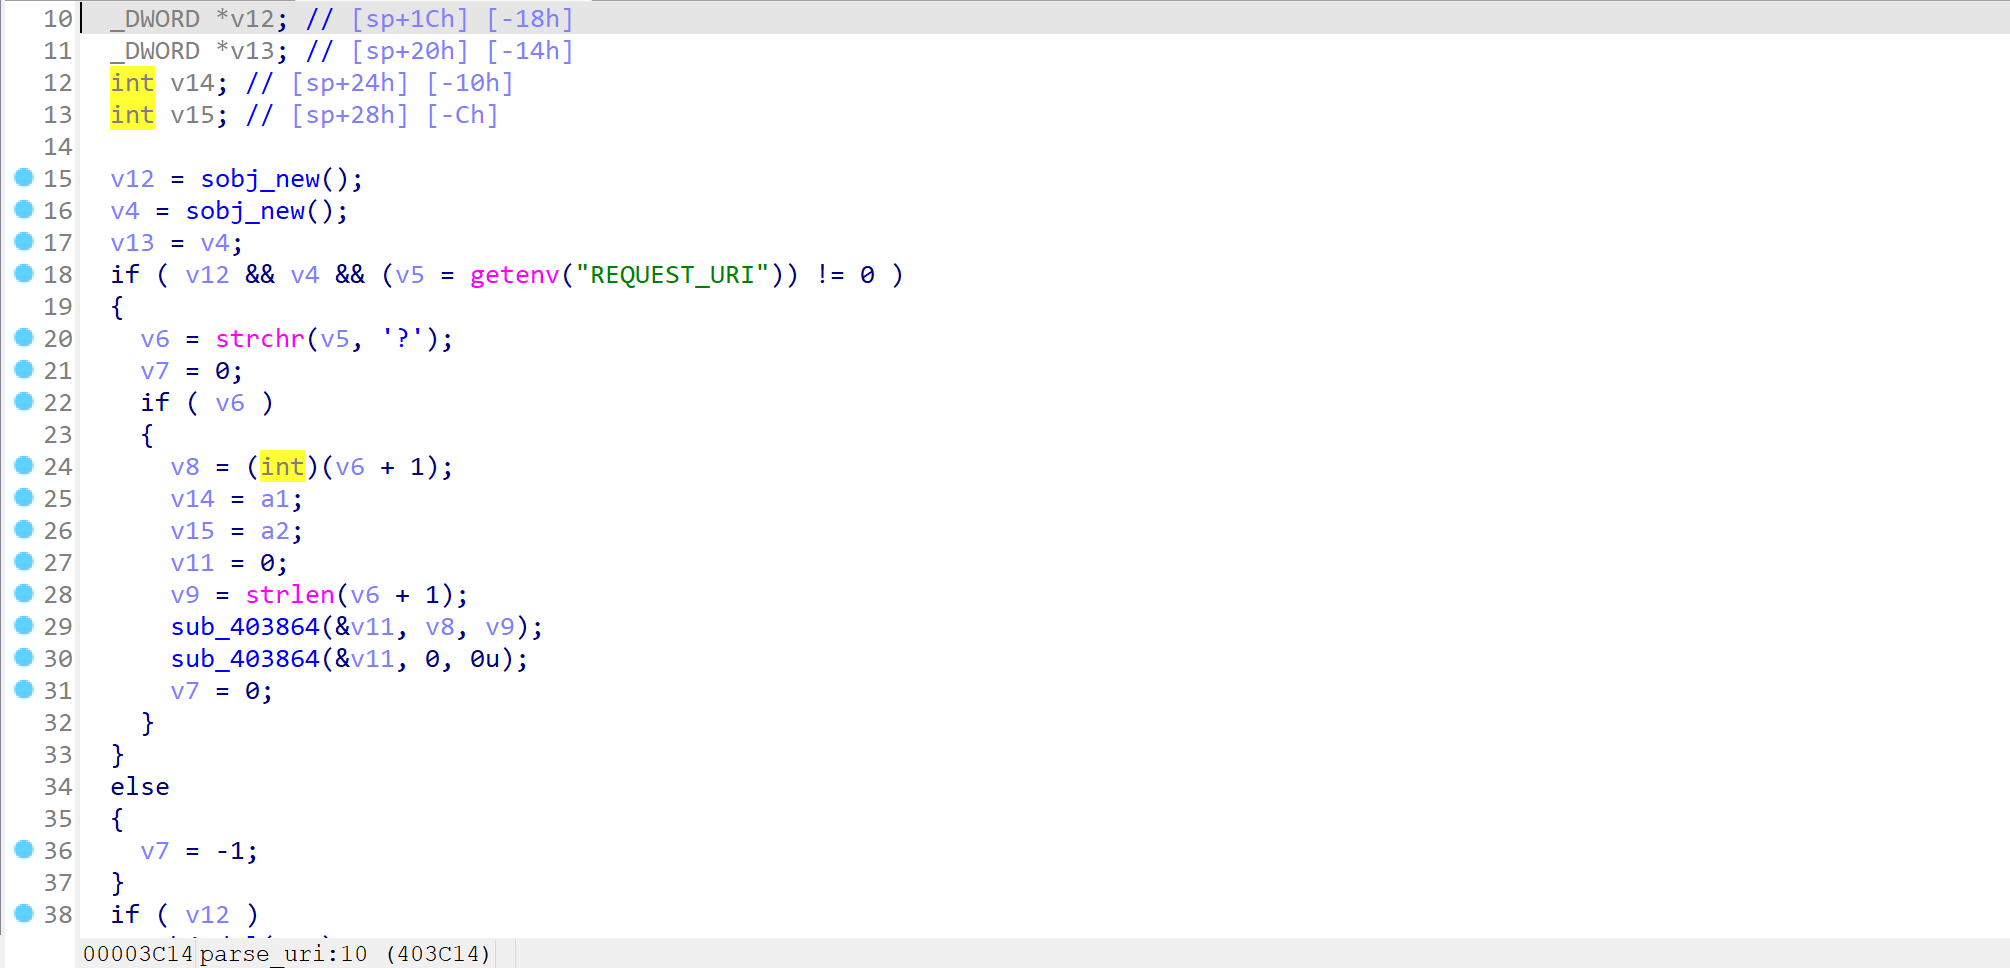 10 _DWORD *v12; // [sp+1Ch] [-18h]
11 _DWORD *v13; // [sp+20h] [-14h]
12 int v14; // [sp+24h] [-10h]
13 int v15; // [sp+28h] [-Ch]
14
15 v12 = sobj_new();
16 v4 = sobj_new();
17 v13 = v4;
18 if ( v12 && v4 && (v5 = getenv("REQUEST_URI")) != 0 )
19 {
20 v6 = strchr(v5, '?');
21 v7 = 0;
22 if ( v6 )
23 {
24 v8 = (int)(v6 + 1);
25 v14 = a1;
26 v15 = a2;
27 v11 = 0;
28 v9 = strlen(v6 + 1);
29 sub_403864(&v11, v8, v9);
30 sub_403864(&v11, 0, 0u);
31 v7 = 0;
32 }
33 }
34 else
35 {
36 v7 = -1;
37 }
38 if ( v12 )
00003C14 parse_uri:10 (403C14)